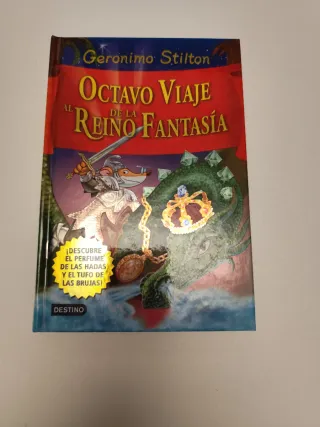 Geronimo Stilton
OCTAVO VIAJE
AL REINO DE LA FANTASÍA
¡DESCUBRE
EL PERFUME
DE LAS HADAS
Y EL TUFO DE
LAS BRUJAS!
DESTINO